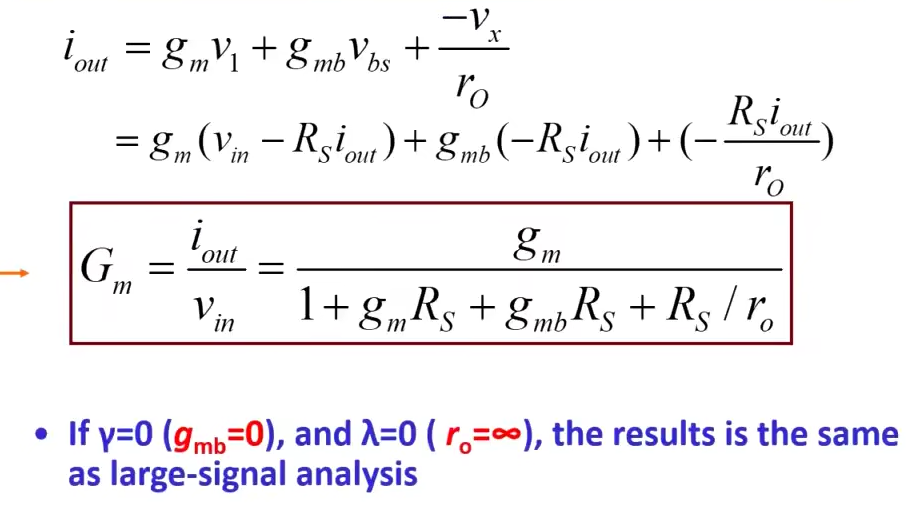 i_out = g_m v_1 + g_mb v_bs + −v_x / r_O
= g_m (v_in − R_S i_out) + g_mb (−R_S i_out) + (− R_S i_out / r_O)
G_m = i_out / v_in = g_m / (1 + g_m R_S + g_mb R_S + R_S / r_o)
• If γ=0 (g_mb=0), and λ=0 ( r_o=∞), the results is the same
as large-signal analysis